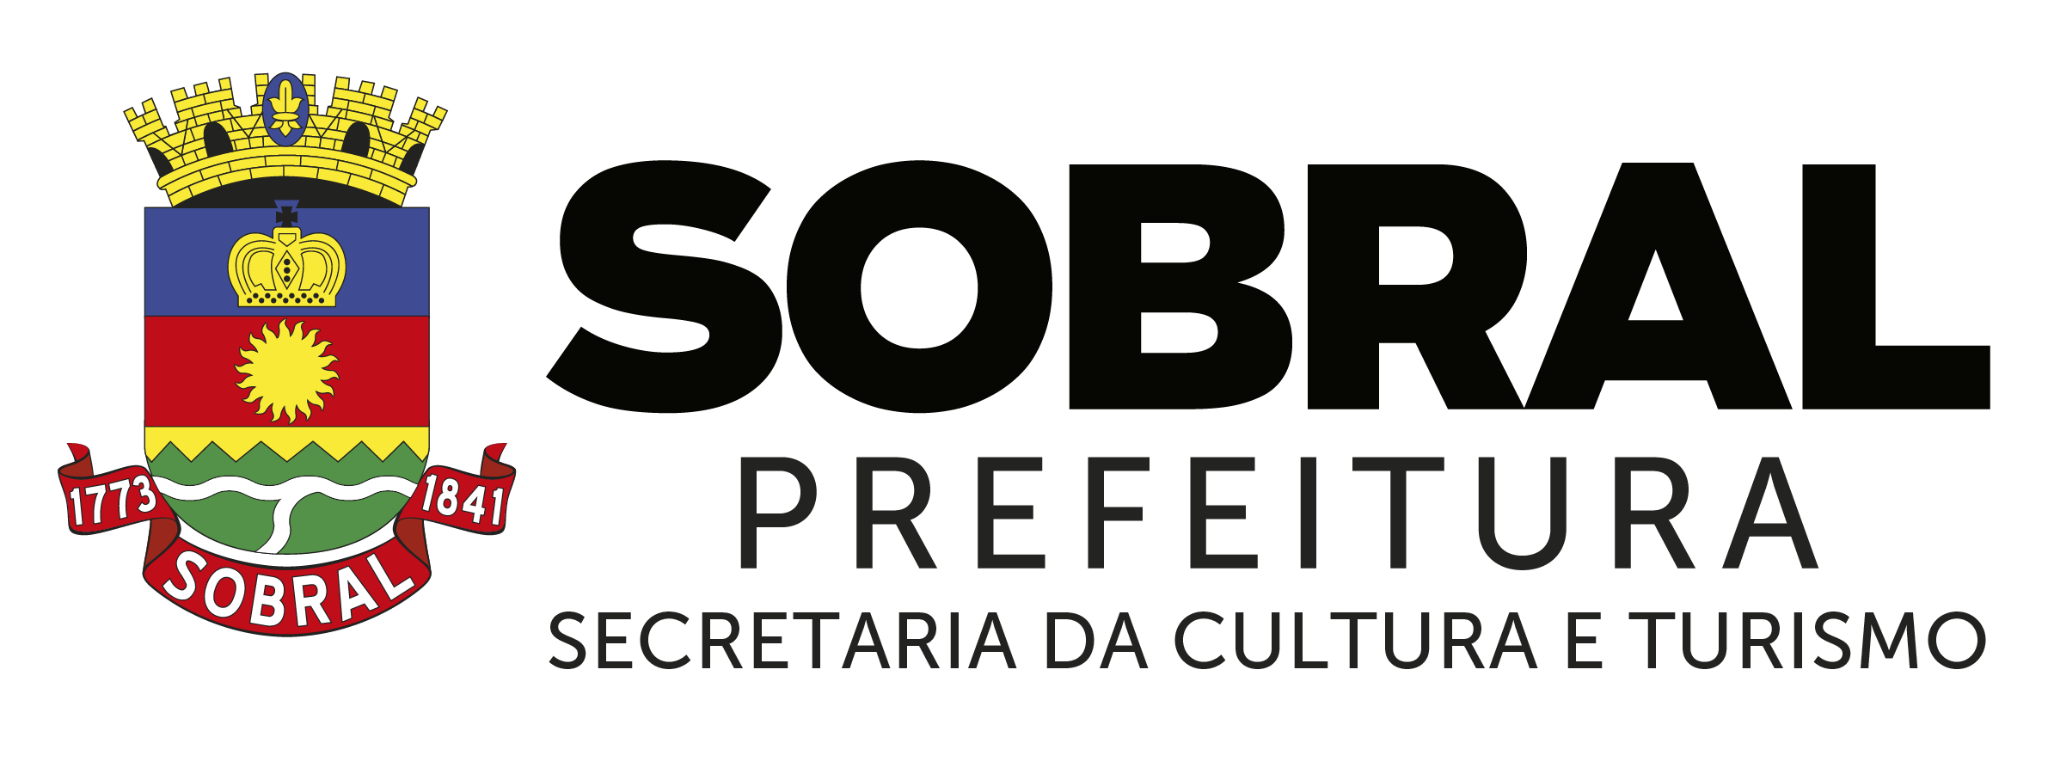 1773
1841
SOBRAL
SOBRAL
PREFEITURA
SECRETARIA DA CULTURA E TURISMO